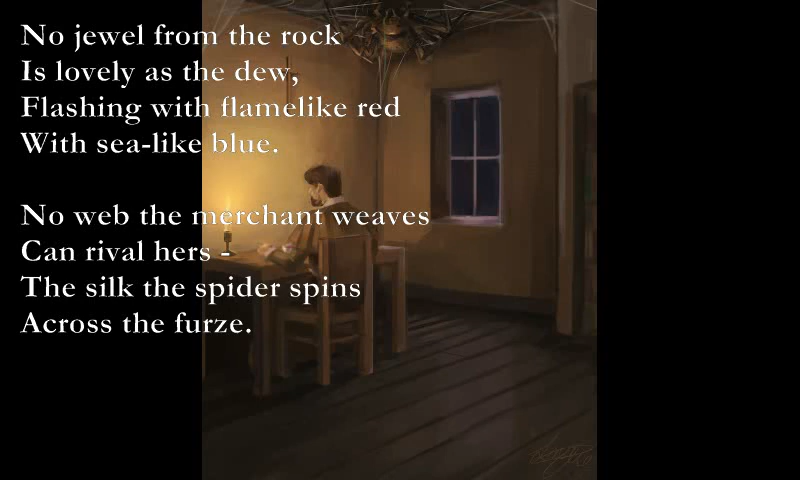 No jewel from the rock
Is lovely as the dew,
Flashing with flamelike red
With sea-like blue.

No web the merchant weaves
Can rival hers -
The silk the spider spins
Across the furze.